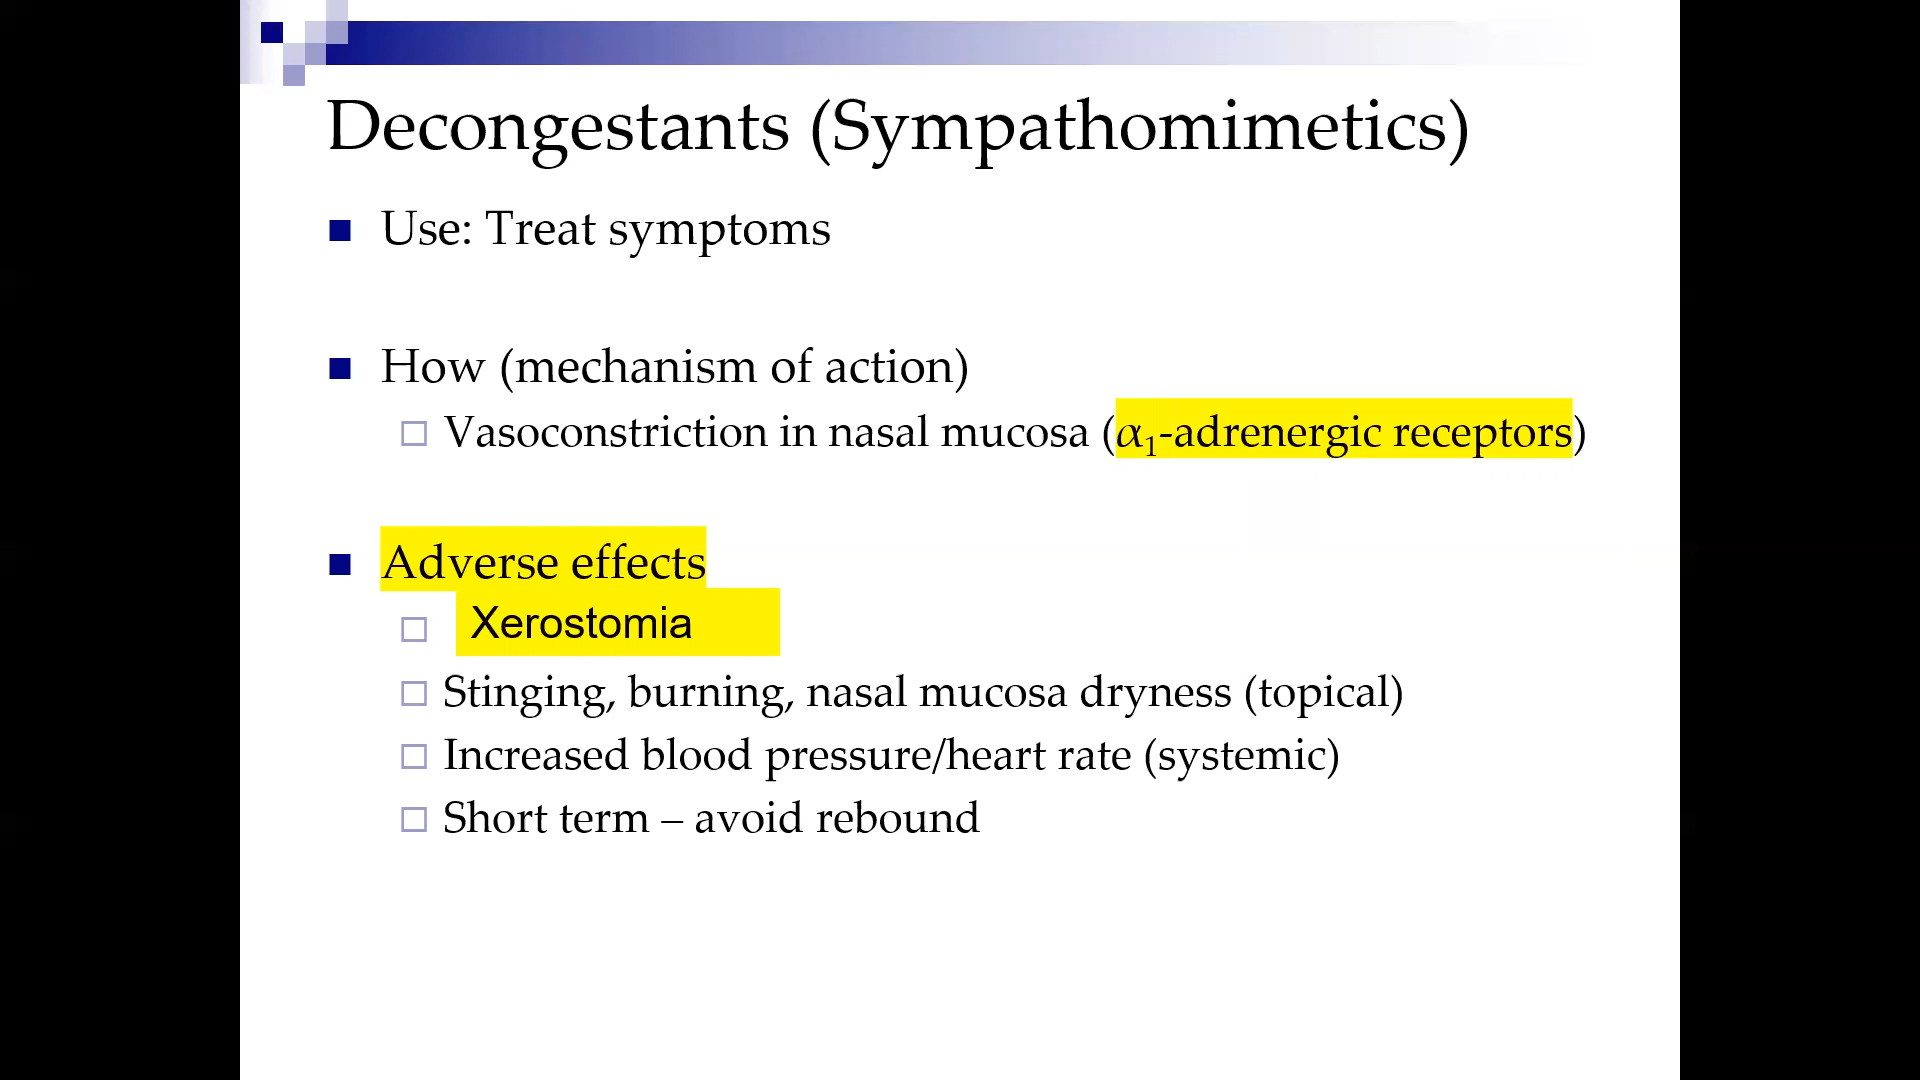 Decongestants (Sympathomimetics)
Use: Treat symptoms
How (mechanism of action)
Vasoconstriction in nasal mucosa (α₁-adrenergic receptors)
Adverse effects
Xerostomia
Stinging, burning, nasal mucosa dryness (topical)
Increased blood pressure/heart rate (systemic)
Short term – avoid rebound